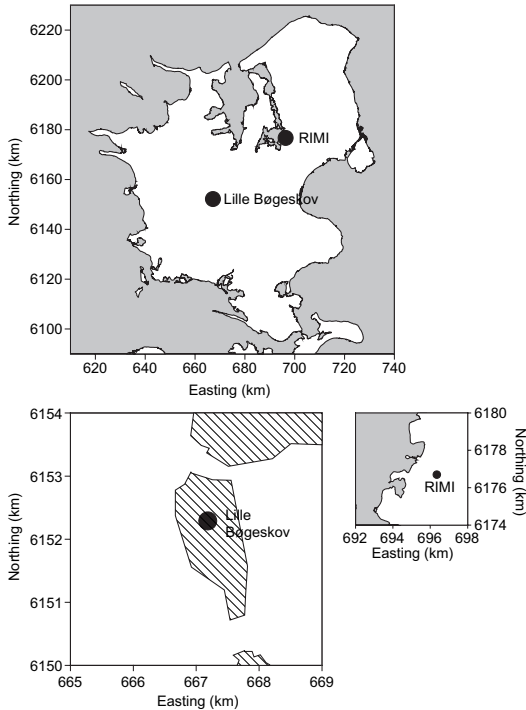 6220
6200
6180
6160
6140
6120
6100
Northing (km)
RIMI
Lille Bøgeskov
620 640 660 680 700 720 740
Easting (km)
6154
6153
6152
6151
6150
Northing (km)
Lille
Bøgeskov
665 666 667 668 669
Easting (km)
6180
6178
6176
6174
Northing (km)
RIMI
692 694 696 698
Easting (km)